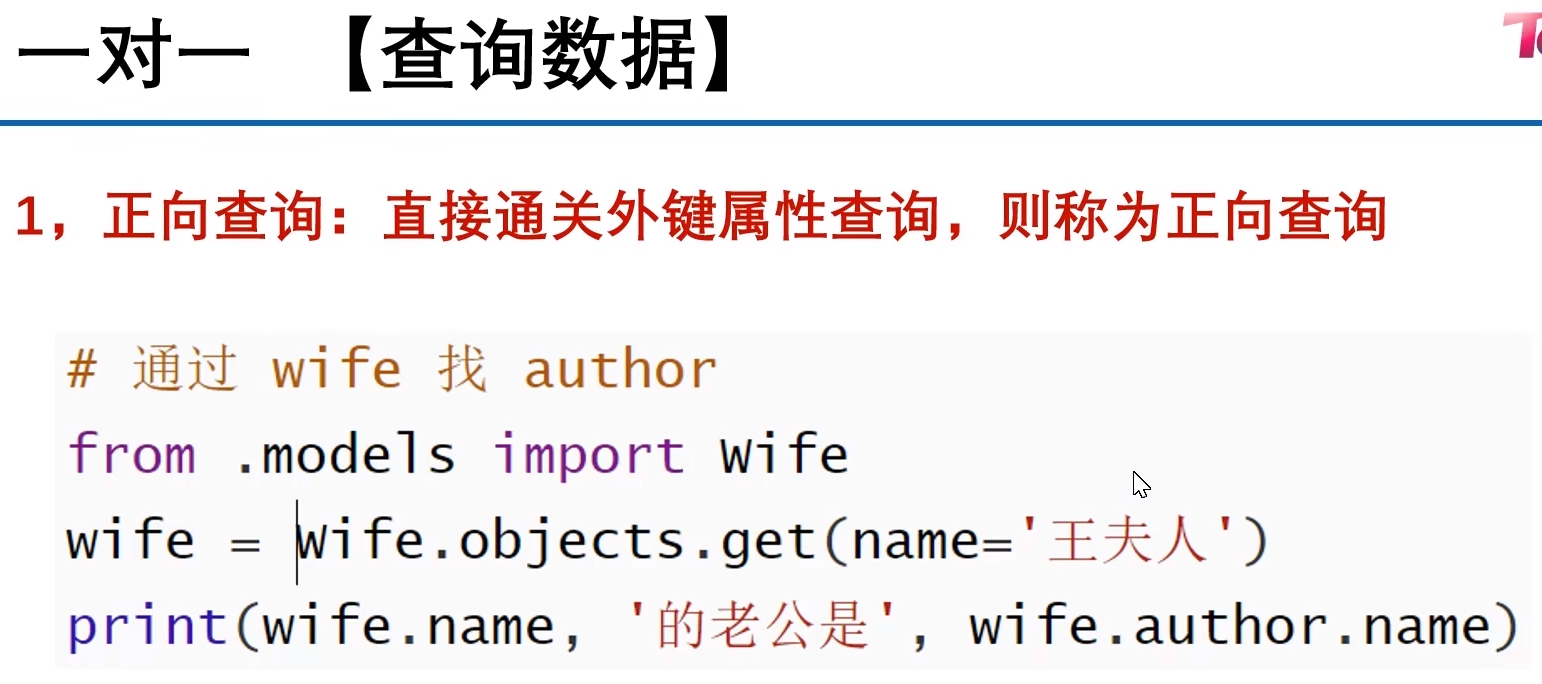 一对一 【查询数据】
1，正向查询：直接通关外键属性查询，则称为正向查询
# 通过 wife 找 author
from .models import Wife
wife = Wife.objects.get(name='王夫人')
print(wife.name, '的老公是', wife.author.name)